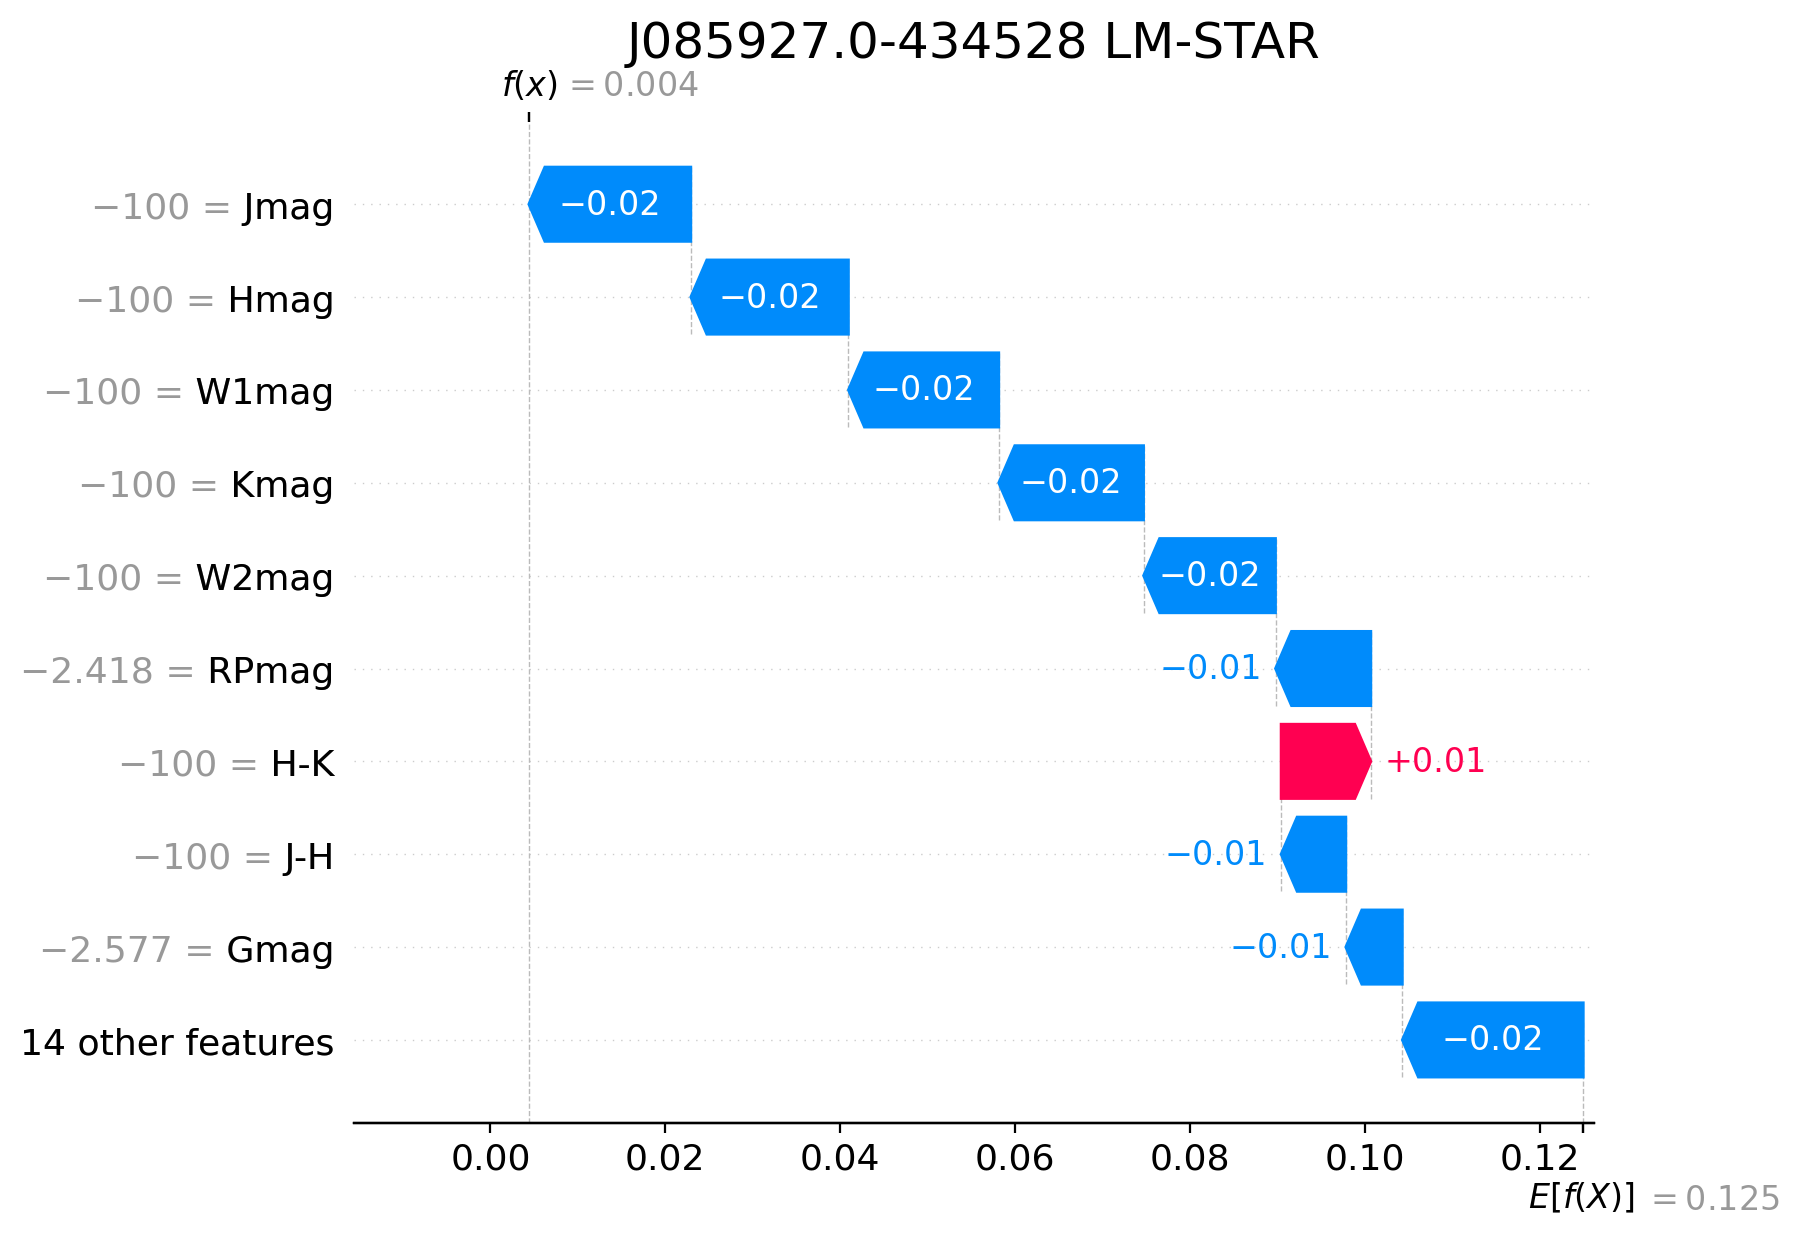 J085927.0-434528 LM-STAR
f(x) = 0.004
−100 = Jmag
−0.02
−100 = Hmag
−0.02
−100 = W1mag
−0.02
−100 = Kmag
−0.02
−100 = W2mag
−0.02
−2.418 = RPmag
−0.01
−100 = H-K
+0.01
−100 = J-H
−0.01
−2.577 = Gmag
−0.01
14 other features
−0.02
0.00 0.02 0.04 0.06 0.08 0.10 0.12
E[f(X)] = 0.125